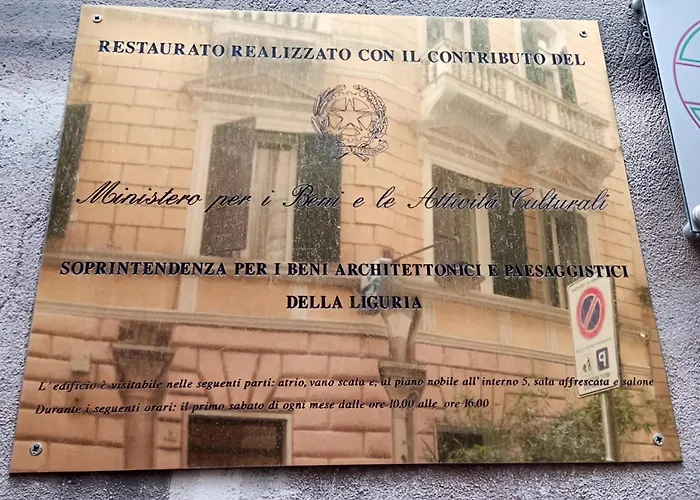 RESTAURATO REALIZZATO CON IL CONTRIBUTO DEL
Ministero per i Beni e le Attività Culturali
SOPRINTENDENZA PER I BENI ARCHITETTONICI E PAESAGGISTICI
DELLA LIGURIA
L' edificio è visitabile nelle seguenti parti: atrio, vano scala e, al piano nobile all' interno 5, sala affrescata e salone
Durante i seguenti orari: il primo sabato di ogni mese dalle ore 10.00 alle ore 16.00